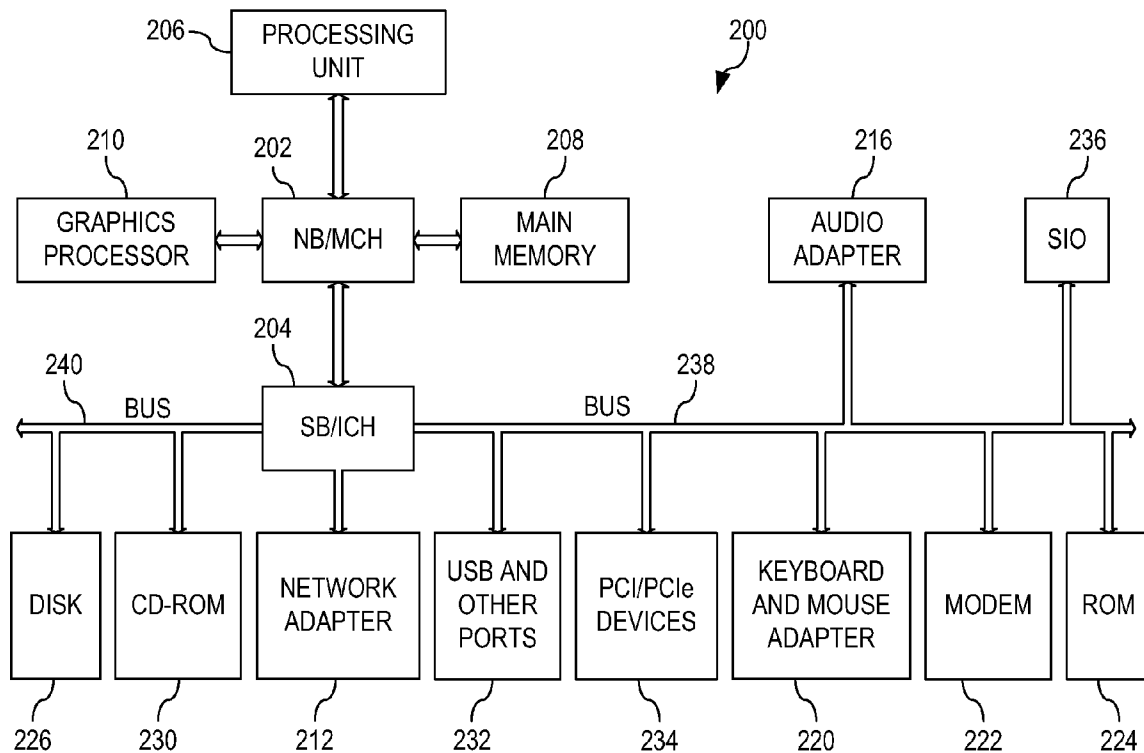 206
PROCESSING
UNIT
200
210
202
208
216
236
GRAPHICS
PROCESSOR
NB/MCH
MAIN
MEMORY
AUDIO
ADAPTER
SIO
204
240
238
BUS
SB/ICH
BUS
DISK
CD-ROM
NETWORK
ADAPTER
USB AND
OTHER
PORTS
PCI/PCIe
DEVICES
KEYBOARD
AND MOUSE
ADAPTER
MODEM
ROM
226
230
212
232
234
220
222
224